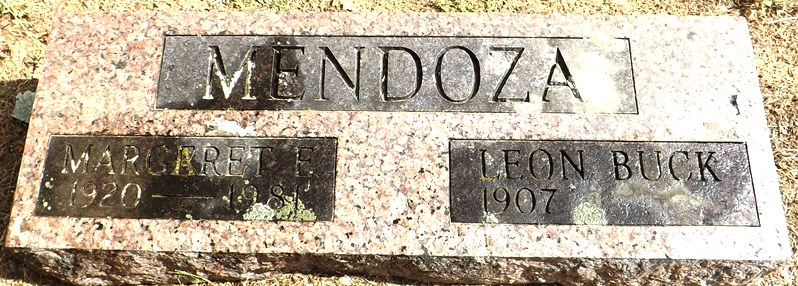 MENDOZA
MARGERET E
1920 — 1981
LEON BUCK
1907